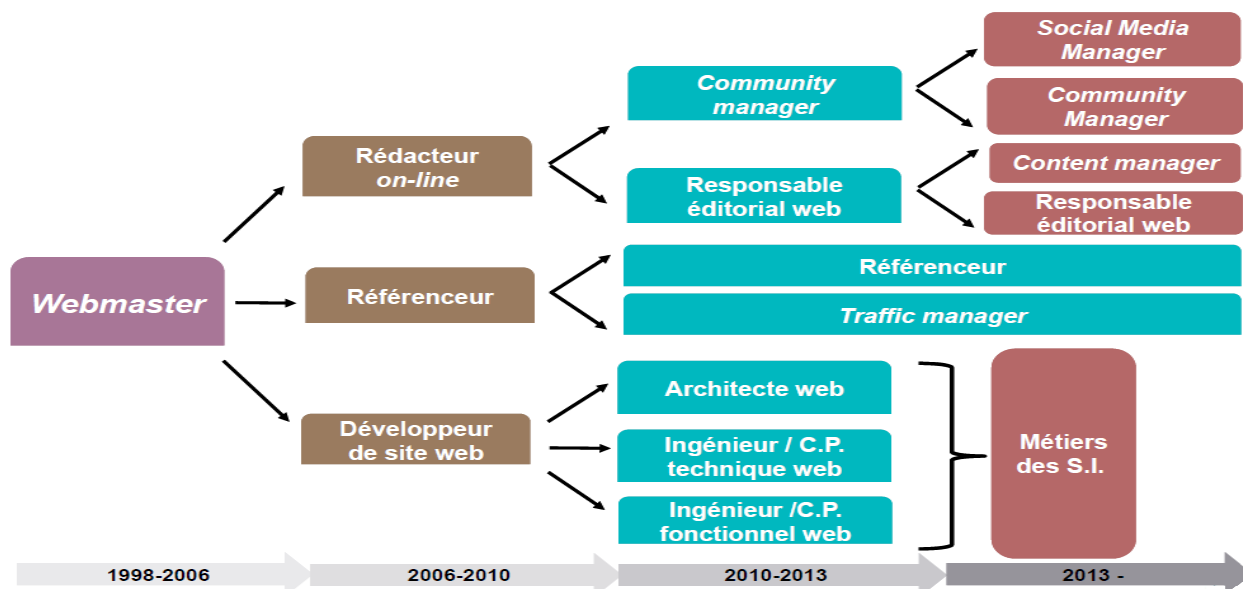 Webmaster
Rédacteur
on-line
Référenceur
Développeur
de site web
Community
manager
Responsable
éditorial web
Référenceur
Traffic manager
Architecte web
Ingénieur / C.P.
technique web
Ingénieur /C.P.
fonctionnel web
Social Media
Manager
Community
Manager
Content manager
Responsable
éditorial web
Métiers
des S.I.
1998-2006
2006-2010
2010-2013
2013 -